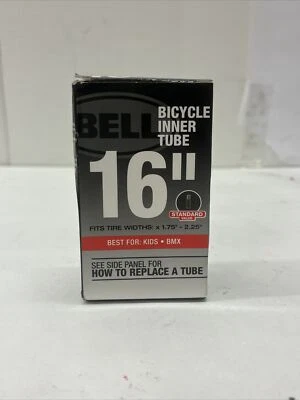 BELL
BICYCLE
INNER
TUBE
16"
STANDARD
VALVE
FITS TIRE WIDTHS: x 1.75" - 2.25"
BEST FOR: KIDS • BMX
SEE SIDE PANEL FOR
HOW TO REPLACE A TUBE